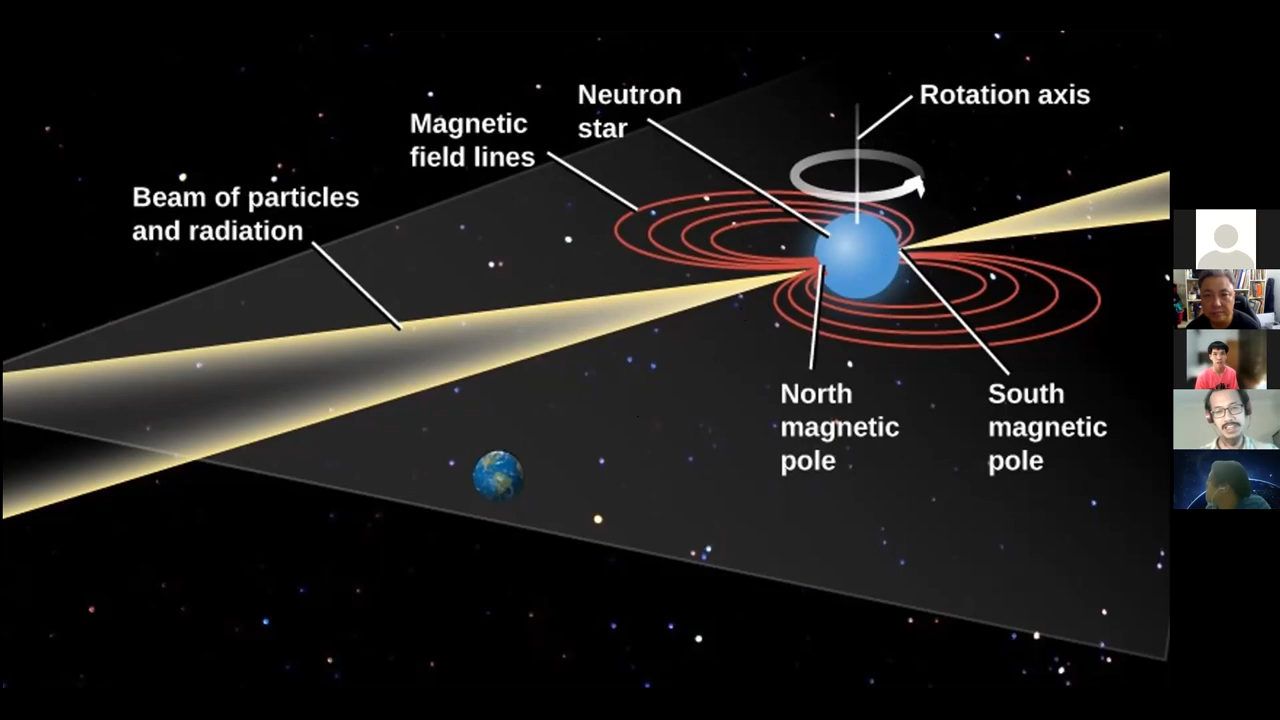 Neutron
star
Rotation axis
Magnetic
field lines
Beam of particles
and radiation
North
magnetic
pole
South
magnetic
pole